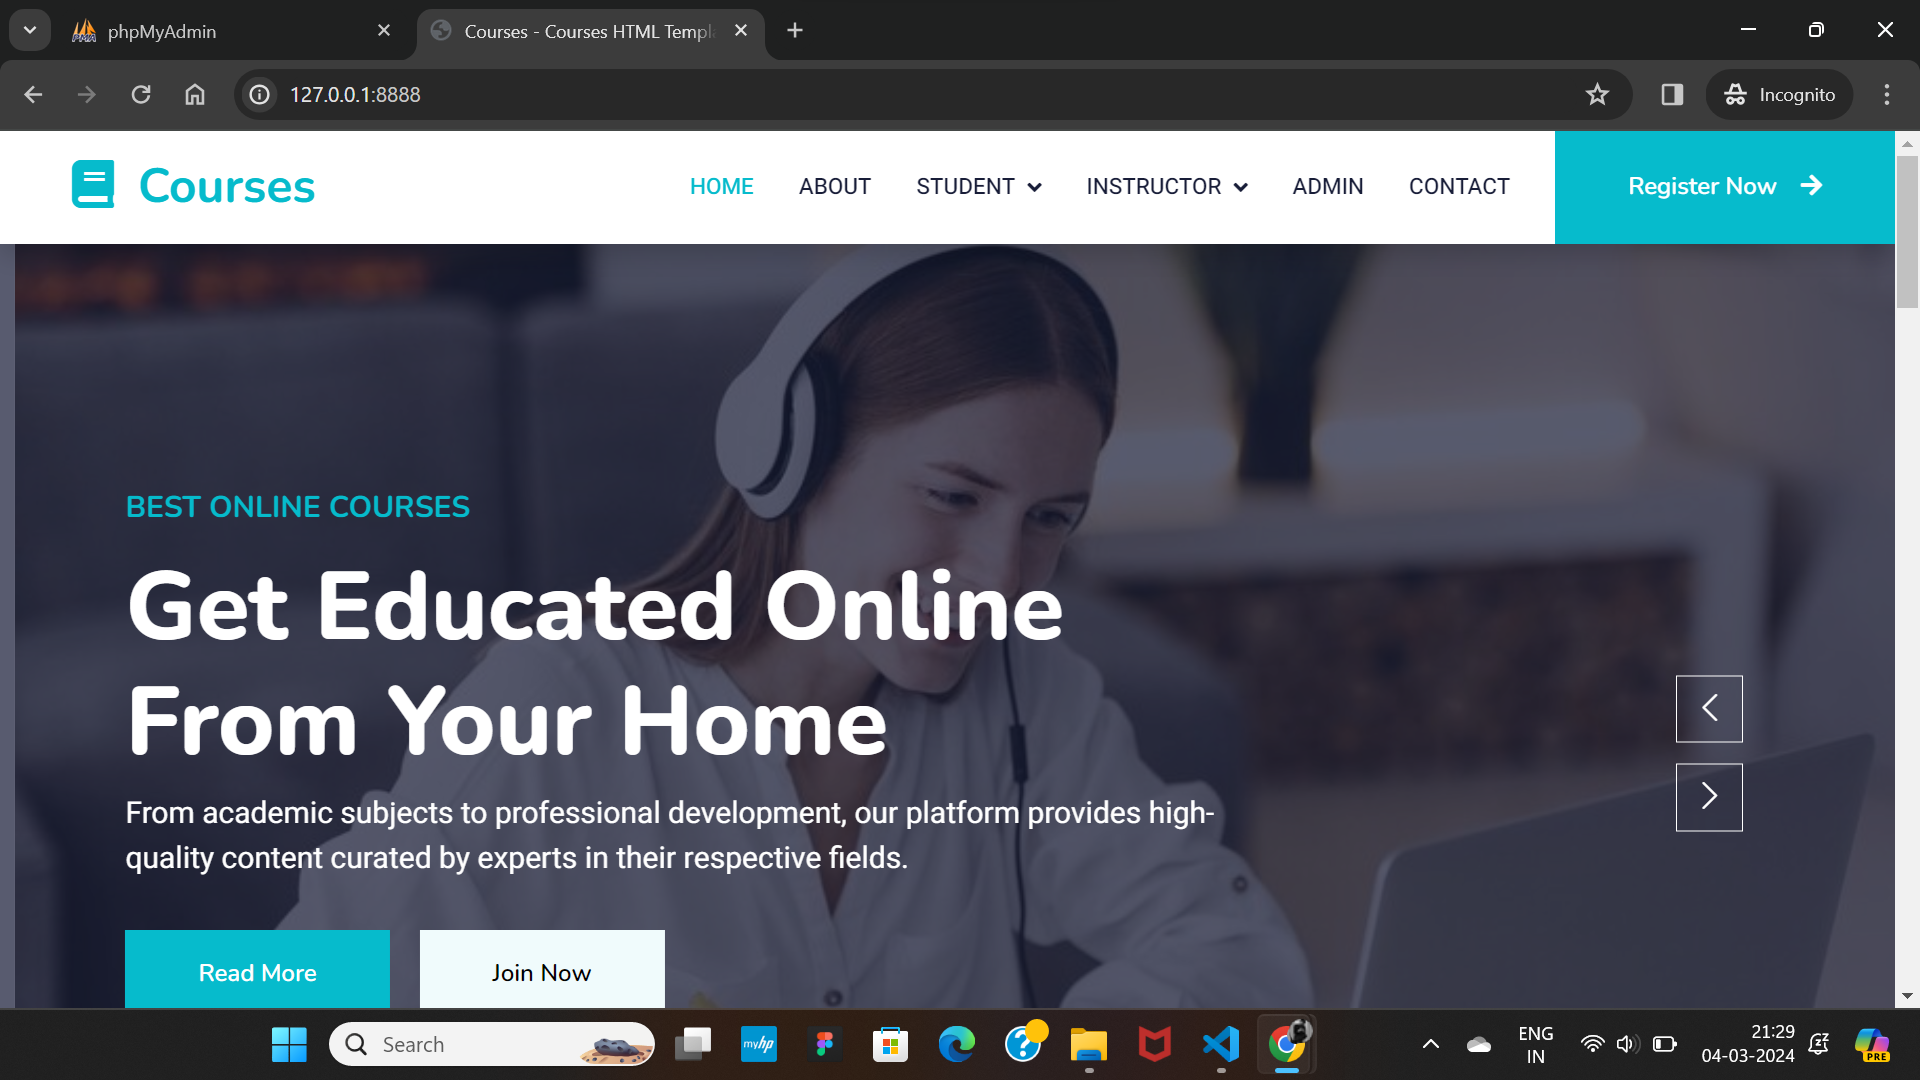 phpMyAdmin
Courses - Courses HTML Templa
127.0.0.1:8888
Incognito
Courses
HOME ABOUT STUDENT INSTRUCTOR ADMIN CONTACT
Register Now
BEST ONLINE COURSES
Get Educated Online
From Your Home
From academic subjects to professional development, our platform provides high-
quality content curated by experts in their respective fields.
Read More
Join Now
Search
myhp
ENG
IN
21:29
04-03-2024
PRE